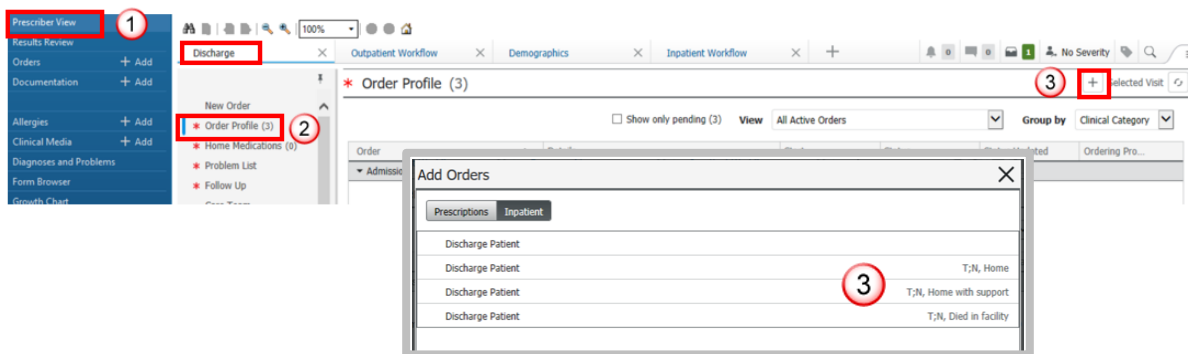 Prescriber View
1
Results Review
Orders + Add
Documentation + Add
Allergies + Add
Clinical Media + Add
Diagnoses and Problems
Form Browser
Growth Chart
100%
Discharge
Outpatient Workflow
Demographics
Inpatient Workflow
0
0
1
No Severity
New Order
* Order Profile (3)
2
* Home Medications (0)
* Problem List
* Follow Up
Care Team
* Order Profile (3)
3
+ Selected Visit
Show only pending (3) View All Active Orders Group by Clinical Category
Order
Ordering Pro...
Add Orders
Prescriptions Inpatient
Discharge Patient
Discharge Patient T;N, Home
3
Discharge Patient T;N, Home with support
Discharge Patient T;N, Died in facility